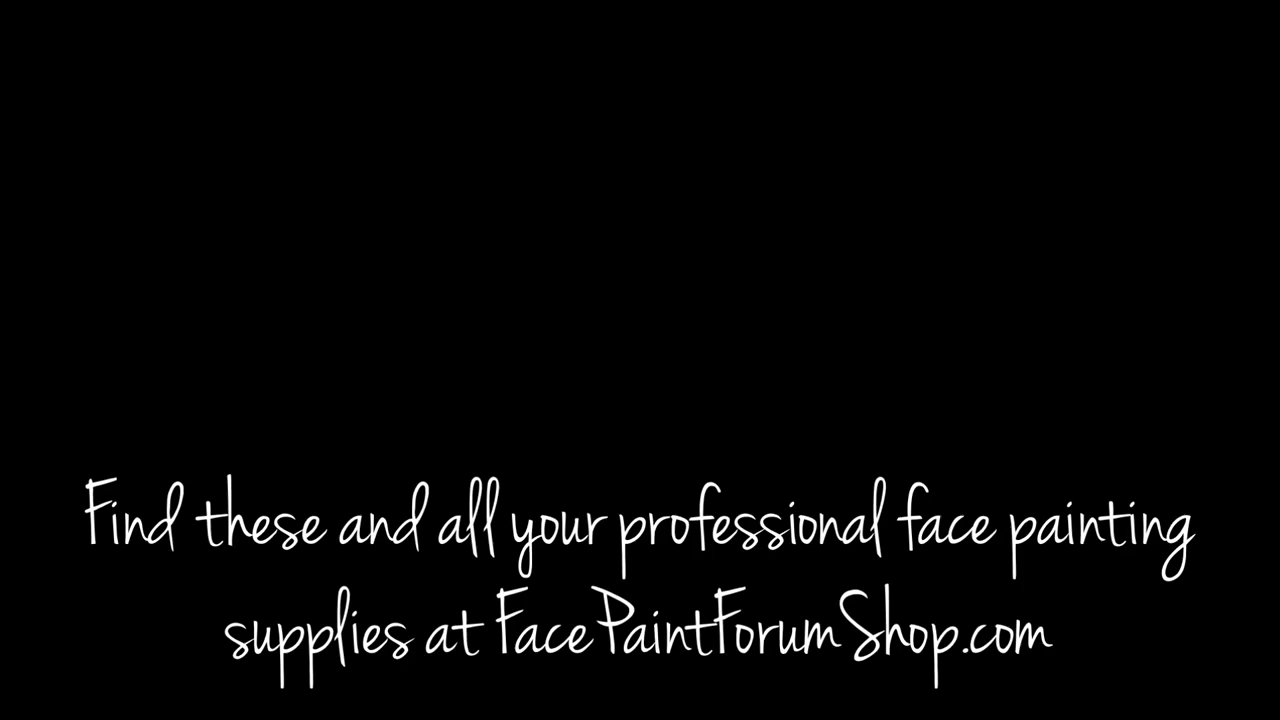 Find these and all your professional face painting
supplies at FacePaintForumShop.com